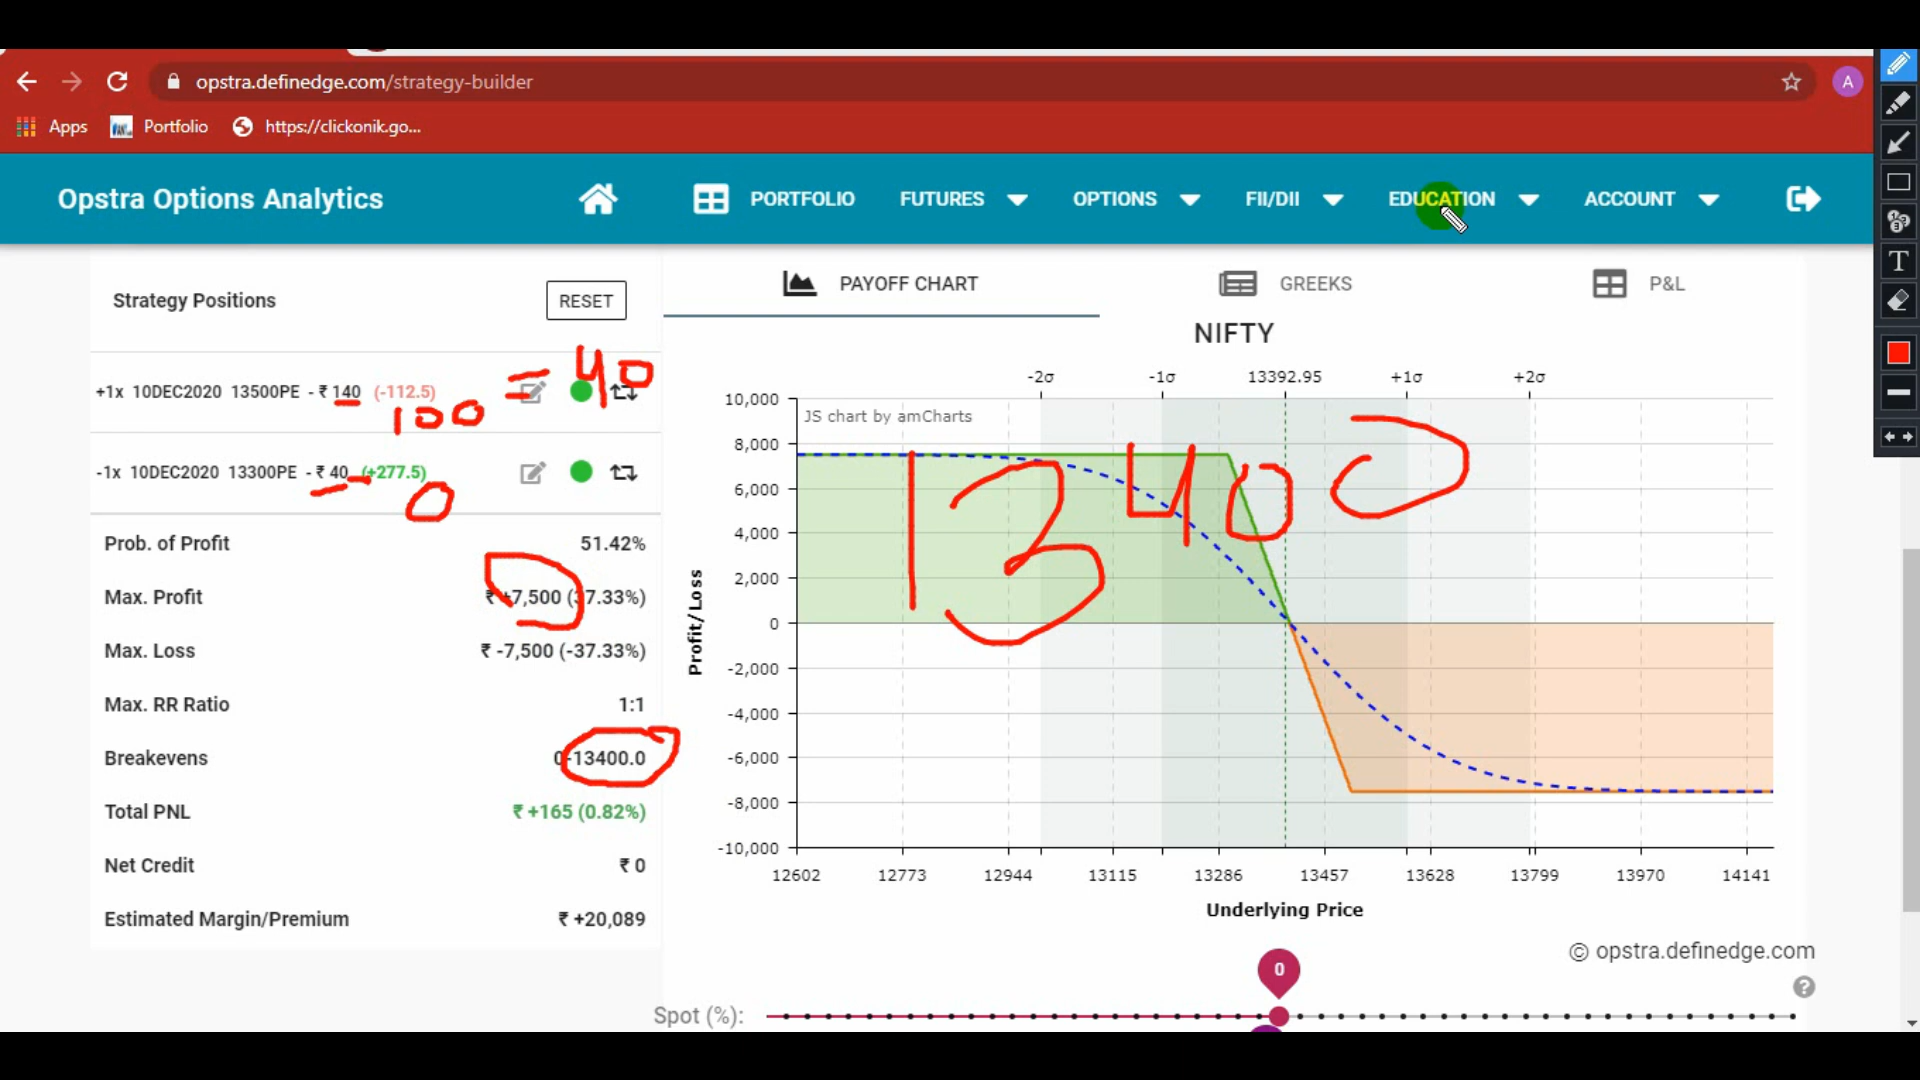 opstra.definedge.com/strategy-builder
A
Apps Portfolio https://clickonik.go...
Opstra Options Analytics PORTFOLIO FUTURES OPTIONS FII/DII EDUCATION ACCOUNT
T
Strategy Positions RESET
PAYOFF CHART GREEKS P&L
NIFTY
+1x 10DEC2020 13500PE - ₹ 140 (-112.5) = 40
100
-1x 10DEC2020 13300PE - ₹ 40 (+277.5)
0
Prob. of Profit 51.42%
Max. Profit ₹ +7,500 (37.33%)
Max. Loss ₹ -7,500 (-37.33%)
Max. RR Ratio 1:1
Breakevens 0-13400.0
Total PNL ₹ +165 (0.82%)
Net Credit ₹ 0
Estimated Margin/Premium ₹ +20,089
-2σ -1σ 13392.95 +1σ +2σ
JS chart by amCharts
13400
Profit/Loss
10,000
8,000
6,000
4,000
2,000
0
-2,000
-4,000
-6,000
-8,000
-10,000
12602 12773 12944 13115 13286 13457 13628 13799 13970 14141
Underlying Price
© opstra.definedge.com
?
0
Spot (%):